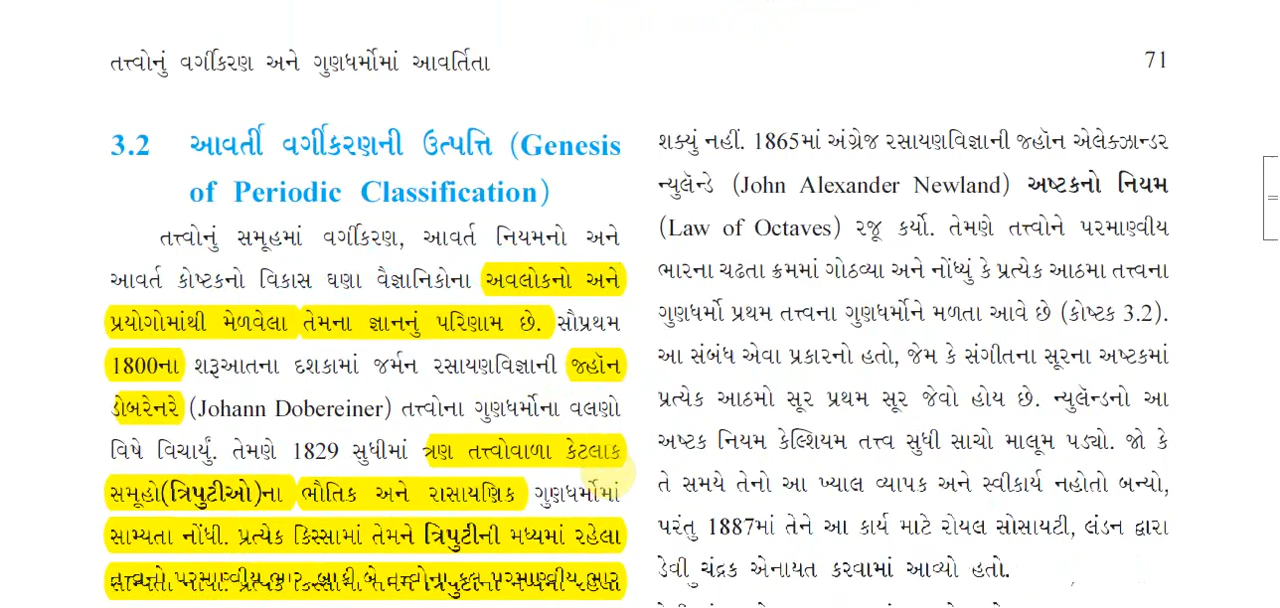 તત્ત્વોનું વર્ગીકરણ અને ગુણધર્મોમાં આવર્તિતા
71
3.2 આવર્તી વર્ગીકરણની ઉત્પત્તિ (Genesis
of Periodic Classification)
તત્ત્વોનું સમૂહમાં વર્ગીકરણ, આવર્ત નિયમનો અને
આવર્ત કોષ્ટકનો વિકાસ ઘણા વૈજ્ઞાનિકોના અવલોકનો અને
પ્રયોગોમાંથી મેળવેલા તેમના જ્ઞાનનું પરિણામ છે. સૌપ્રથમ
1800ના શરૂઆતના દશકામાં જર્મન રસાયણવિજ્ઞાની જ્હૉન
ડોબરેનરે (Johann Dobereiner) તત્ત્વોના ગુણધર્મોના વલણો
વિષે વિચાર્યું. તેમણે 1829 સુધીમાં ત્રણ તત્ત્વોવાળા કેટલાક
સમૂહો(ત્રિપુટીઓ)ના ભૌતિક અને રાસાયણિક ગુણધર્મોમાં
સામ્યતા નોંધી. પ્રત્યેક કિસ્સામાં તેમને ત્રિપુટીની મધ્યમાં રહેલા
શક્યું નહીં. 1865માં અંગ્રેજ રસાયણવિજ્ઞાની જ્હૉન એલેક્ઝાન્ડર
ન્યુલૅન્ડે (John Alexander Newland) અષ્ટકનો નિયમ
(Law of Octaves) રજૂ કર્યો. તેમણે તત્ત્વોને પરમાણ્વીય
ભારના ચઢતા ક્રમમાં ગોઠવ્યા અને નોંધ્યું કે પ્રત્યેક આઠમા તત્ત્વના
ગુણધર્મો પ્રથમ તત્ત્વના ગુણધર્મોને મળતા આવે છે (કોષ્ટક 3.2).
આ સંબંધ એવા પ્રકારનો હતો, જેમ કે સંગીતના સૂરના અષ્ટકમાં
પ્રત્યેક આઠમો સૂર પ્રથમ સૂર જેવો હોય છે. ન્યુલૅન્ડનો આ
અષ્ટક નિયમ કેલ્શિયમ તત્ત્વ સુધી સાચો માલૂમ પડ્યો. જો કે
તે સમયે તેનો આ ખ્યાલ વ્યાપક અને સ્વીકાર્ય નહોતો બન્યો,
પરંતુ 1887માં તેને આ કાર્ય માટે રોયલ સોસાયટી, લંડન દ્વારા
ડેવી ચંદ્રક એનાયત કરવામાં આવ્યો હતો.